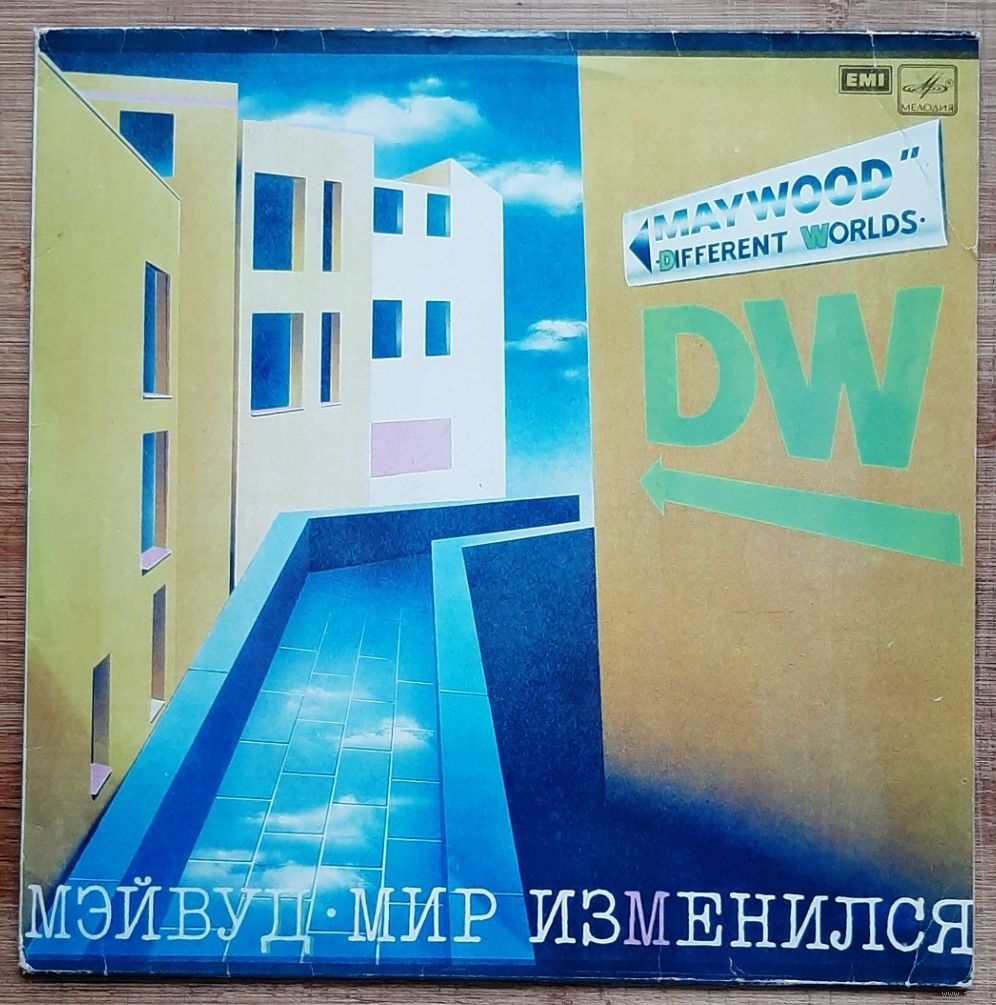 EMI
МЕЛОДИЯ
MAYWOOD"
·DIFFERENT WORLDS·
DW
МЭЙВУД·МИР ИЗМЕНИЛСЯ